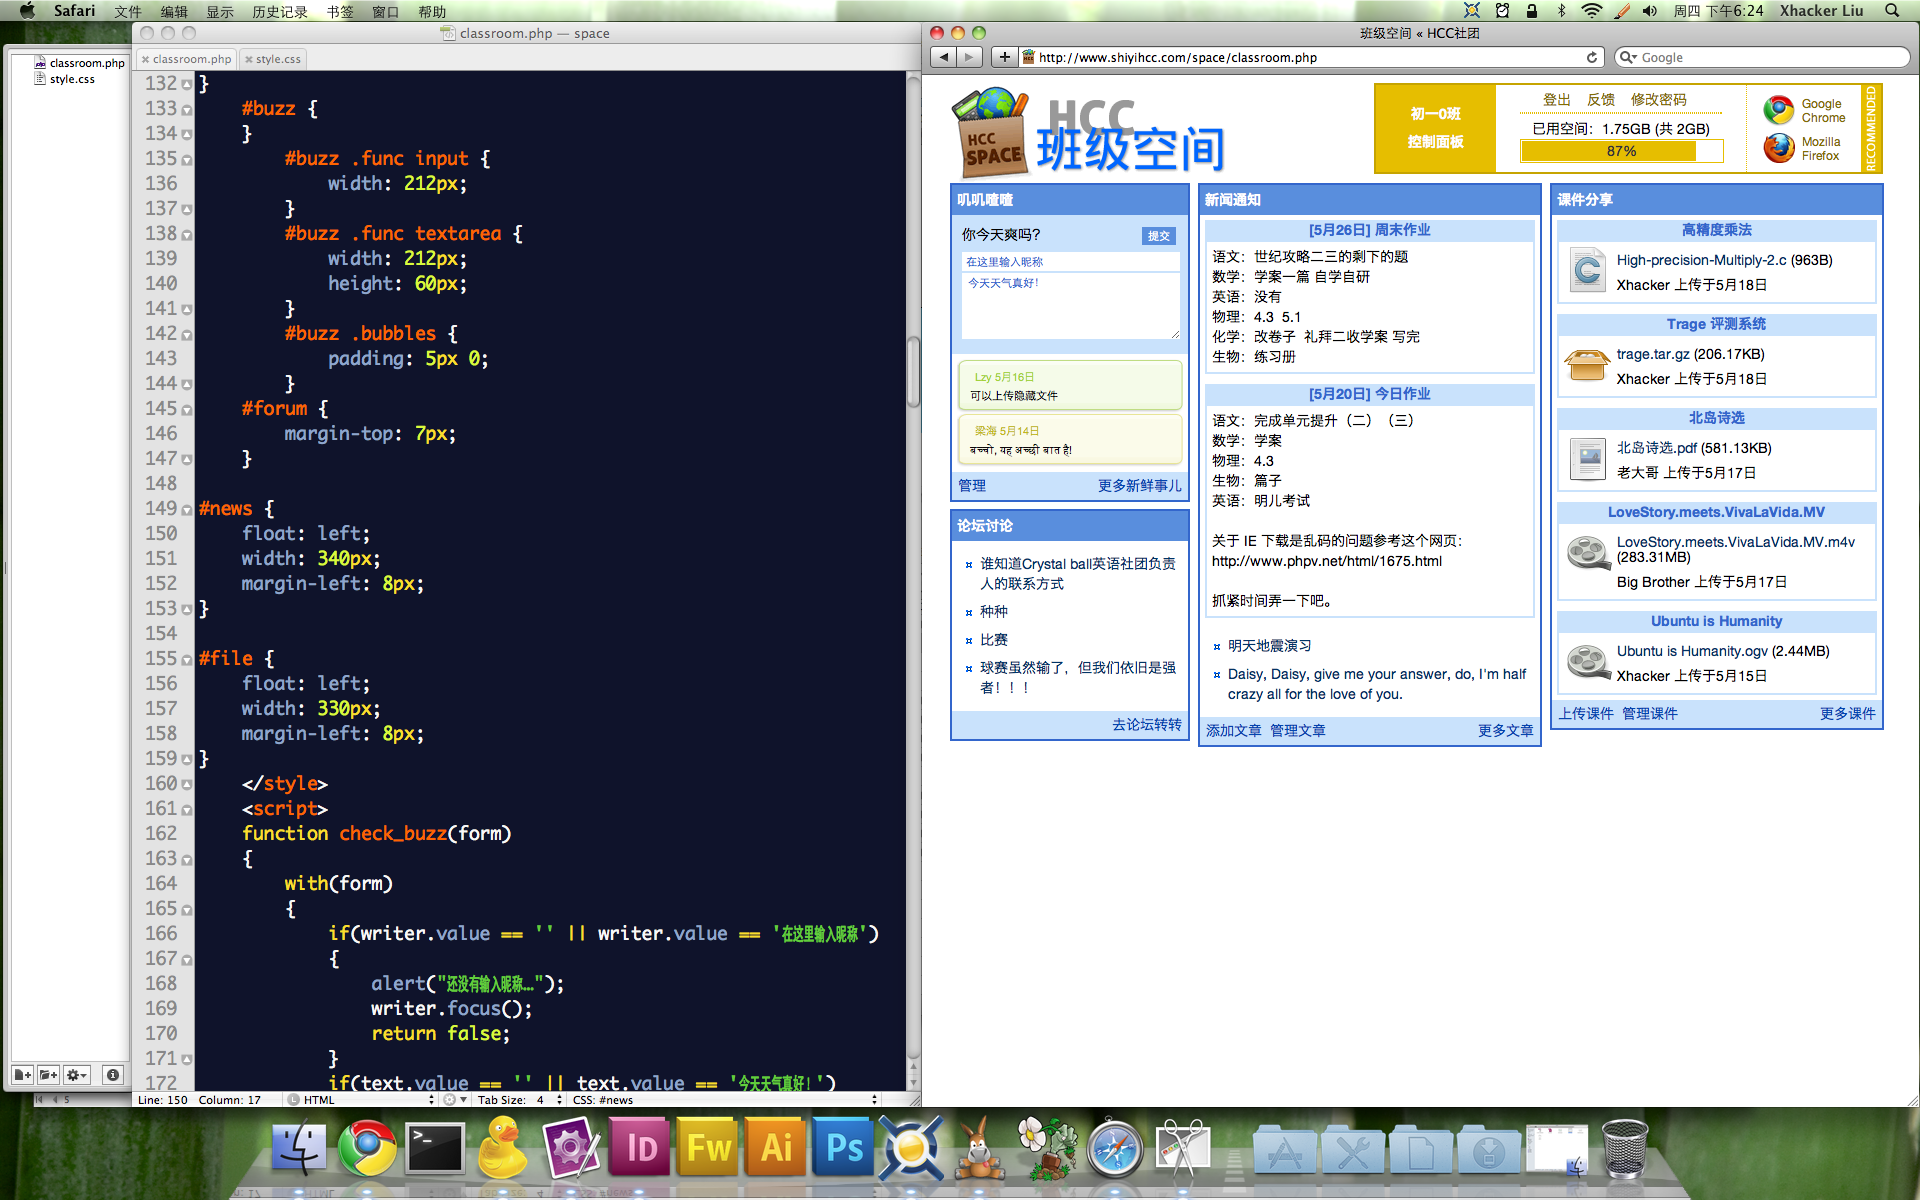 Safari 文件 编辑 显示 历史记录 书签 窗口 帮助
周四 下午6:24 Xhacker Liu
classroom.php
style.css
classroom.php — space
classroom.php
style.css
132 }
133 #buzz {
134 }
135 #buzz .func input {
136 width: 212px;
137 }
138 #buzz .func textarea {
139 width: 212px;
140 height: 60px;
141 }
142 #buzz .bubbles {
143 padding: 5px 0;
144 }
145 #forum {
146 margin-top: 7px;
147 }
148
149 #news {
150 float: left;
151 width: 340px;
152 margin-left: 8px;
153 }
154
155 #file {
156 float: left;
157 width: 330px;
158 margin-left: 8px;
159 }
160 </style>
161 <script>
162 function check_buzz(form)
163 {
164 with(form)
165 {
166 if(writer.value == '' || writer.value == '在这里输入昵称')
167 {
168 alert("还没有输入昵称…");
169 writer.focus();
170 return false;
171 }
172 if(text.value == '' || text.value == '今天天气真好！')
Line: 150 Column: 17 HTML Tab Size: 4 CSS: #news
班级空间 « HCC社团
http://www.shiyihcc.com/space/classroom.php
Google
HCC SPACE
HCC
班级空间
初一0班
控制面板
登出 反馈 修改密码
已用空间：1.75GB (共 2GB)
87%
Google Chrome
Mozilla Firefox
RECOMMENDED
叽叽喳喳
你今天爽吗？
提交
在这里输入昵称
今天天气真好！
Lzy 5月16日
可以上传隐藏文件
梁海 5月14日
बच्चो, यह अच्छी बात है!
管理 更多新鲜事儿
论坛讨论
谁知道Crystal ball英语社团负责
人的联系方式
种种
比赛
球赛虽然输了，但我们依旧是强
者！！！
去论坛转转
新闻通知
[5月26日] 周末作业
语文：世纪攻略二三的剩下的题
数学：学案一篇 自学自研
英语：没有
物理：4.3 5.1
化学：改卷子 礼拜二收学案 写完
生物：练习册
[5月20日] 今日作业
语文：完成单元提升（二）（三）
数学：学案
物理：4.3
生物：篇子
英语：明儿考试
关于 IE 下载是乱码的问题参考这个网页：
http://www.phpv.net/html/1675.html
抓紧时间弄一下吧。
明天地震演习
Daisy, Daisy, give me your answer, do, I'm half
crazy all for the love of you.
添加文章 管理文章 更多文章
课件分享
高精度乘法
High-precision-Multiply-2.c (963B)
Xhacker 上传于5月18日
Trage 评测系统
trage.tar.gz (206.17KB)
Xhacker 上传于5月18日
北岛诗选
北岛诗选.pdf (581.13KB)
老大哥 上传于5月17日
LoveStory.meets.VivaLaVida.MV
LoveStory.meets.VivaLaVida.MV.m4v
(283.31MB)
Big Brother 上传于5月17日
Ubuntu is Humanity
Ubuntu is Humanity.ogv (2.44MB)
Xhacker 上传于5月15日
上传课件 管理课件 更多课件
Id Fw Ai Ps